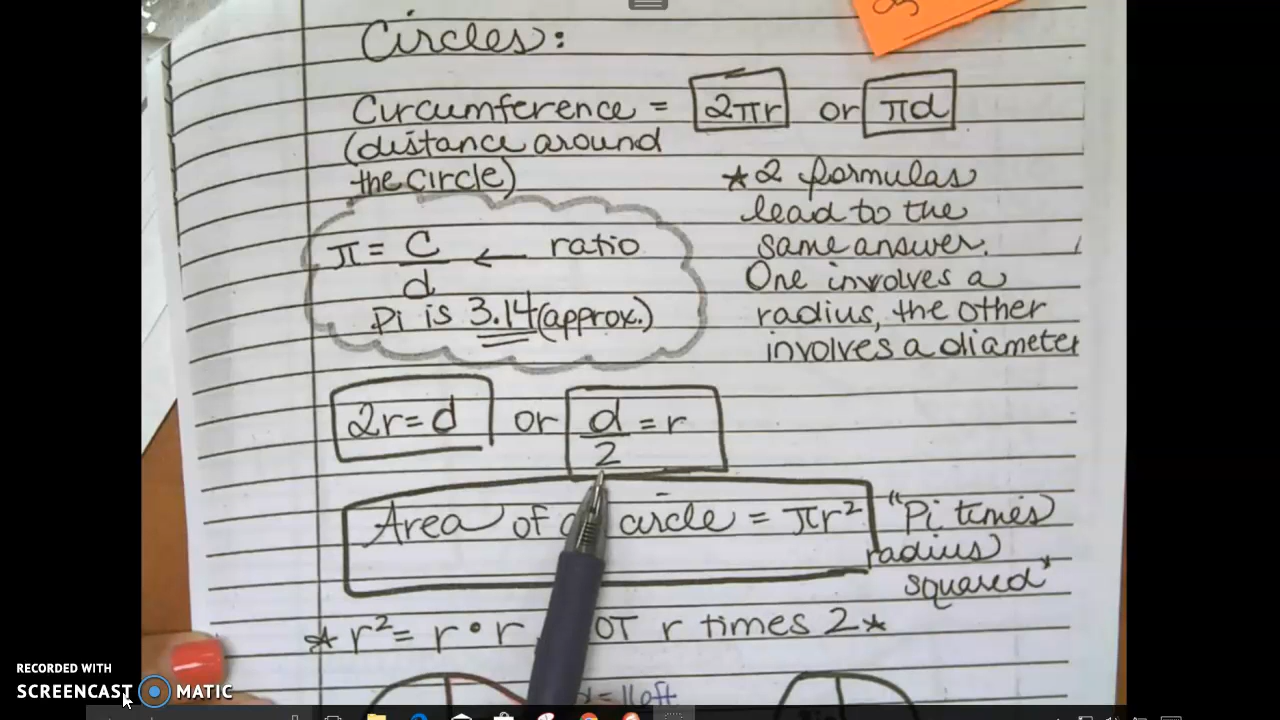 Circles:
Circumference = 2πr or πd
(distance around
the circle)
*2 formulas
lead to the
same answer.
One involves a
radius, the other
involves a diameter
π = C/d ← ratio
Pi is 3.14 (approx.)
2r = d or d/2 = r
Area of circle = πr² "Pi times
radius
squared"
* r² = r • r, r times 2 *
RECORDED WITH
SCREENCAST MATIC